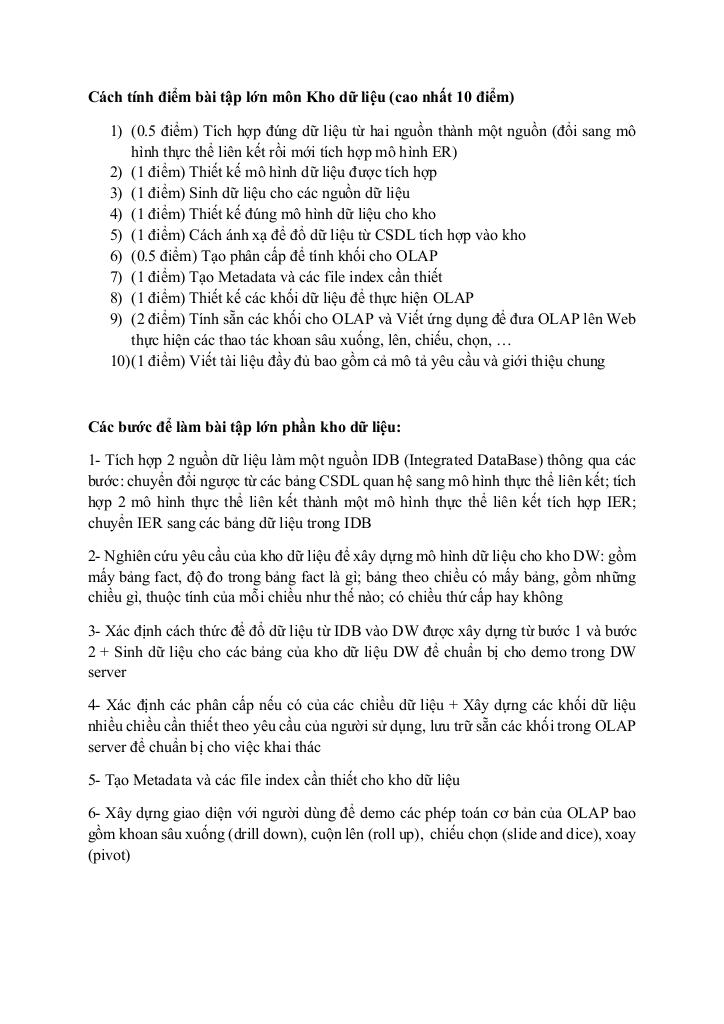 Cách tính điểm bài tập lớn môn Kho dữ liệu (cao nhất 10 điểm)
1) (0.5 điểm) Tích hợp đúng dữ liệu từ hai nguồn thành một nguồn (đổi sang mô
hình thực thể liên kết rồi mới tích hợp mô hình ER)
2) (1 điểm) Thiết kế mô hình dữ liệu được tích hợp
3) (1 điểm) Sinh dữ liệu cho các nguồn dữ liệu
4) (1 điểm) Thiết kế đúng mô hình dữ liệu cho kho
5) (1 điểm) Cách ánh xạ để đổ dữ liệu từ CSDL tích hợp vào kho
6) (0.5 điểm) Tạo phân cấp để tính khối cho OLAP
7) (1 điểm) Tạo Metadata và các file index cần thiết
8) (1 điểm) Thiết kế các khối dữ liệu để thực hiện OLAP
9) (2 điểm) Tính sẵn các khối cho OLAP và Viết ứng dụng để đưa OLAP lên Web
thực hiện các thao tác khoan sâu xuống, lên, chiếu, chọn, …
10)(1 điểm) Viết tài liệu đầy đủ bao gồm cả mô tả yêu cầu và giới thiệu chung
Các bước để làm bài tập lớn phần kho dữ liệu:
1- Tích hợp 2 nguồn dữ liệu làm một nguồn IDB (Integrated DataBase) thông qua các
bước: chuyển đổi ngược từ các bảng CSDL quan hệ sang mô hình thực thể liên kết; tích
hợp 2 mô hình thực thể liên kết thành một mô hình thực thể liên kết tích hợp IER;
chuyển IER sang các bảng dữ liệu trong IDB
2- Nghiên cứu yêu cầu của kho dữ liệu để xây dựng mô hình dữ liệu cho kho DW: gồm
mấy bảng fact, độ đo trong bảng fact là gì; bảng theo chiều có mấy bảng, gồm những
chiều gì, thuộc tính của mỗi chiều như thế nào; có chiều thứ cấp hay không
3- Xác định cách thức để đổ dữ liệu từ IDB vào DW được xây dựng từ bước 1 và bước
2 + Sinh dữ liệu cho các bảng của kho dữ liệu DW để chuẩn bị cho demo trong DW
server
4- Xác định các phân cấp nếu có của các chiều dữ liệu + Xây dựng các khối dữ liệu
nhiều chiều cần thiết theo yêu cầu của người sử dụng, lưu trữ sẵn các khối trong OLAP
server để chuẩn bị cho việc khai thác
5- Tạo Metadata và các file index cần thiết cho kho dữ liệu
6- Xây dựng giao diện với người dùng để demo các phép toán cơ bản của OLAP bao
gồm khoan sâu xuống (drill down), cuộn lên (roll up), chiếu chọn (slide and dice), xoay
(pivot)